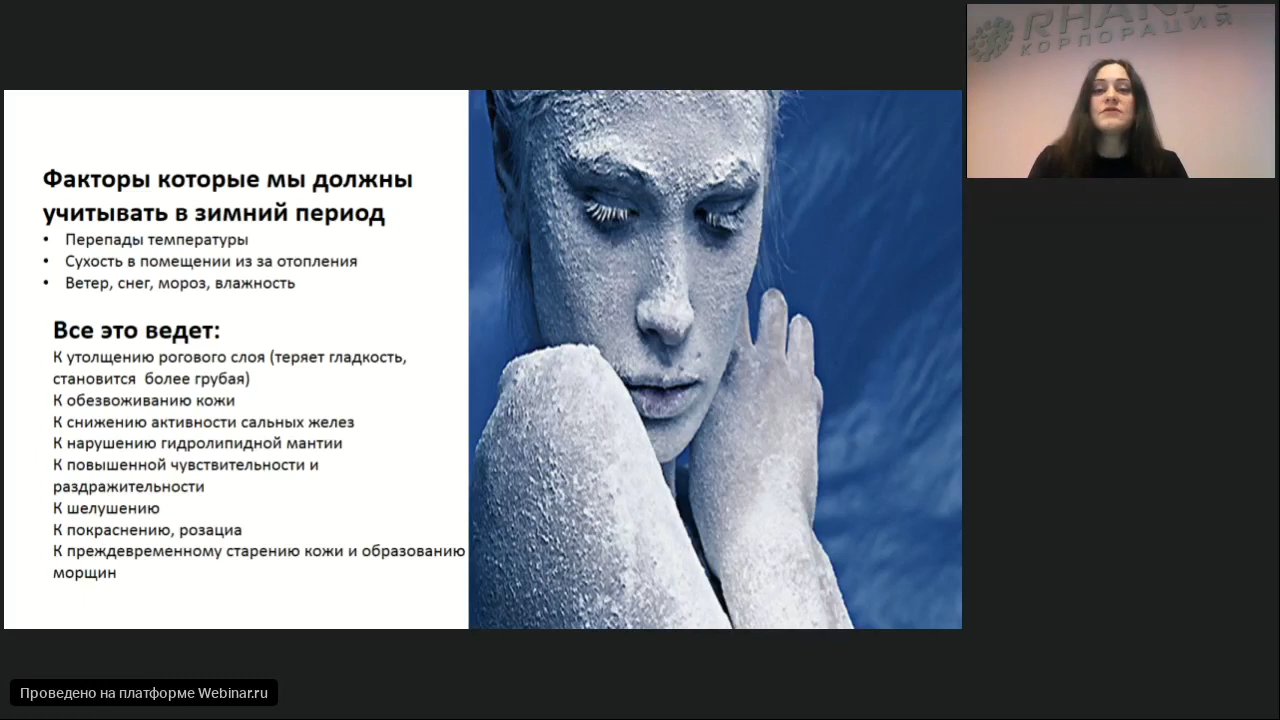 Факторы которые мы должны
учитывать в зимний период
• Перепады температуры
• Сухость в помещении из за отопления
• Ветер, снег, мороз, влажность
Все это ведет:
К утолщению рогового слоя (теряет гладкость,
становится более грубая)
К обезвоживанию кожи
К снижению активности сальных желез
К нарушению гидролипидной мантии
К повышенной чувствительности и
раздражительности
К шелушению
К покраснению, розациа
К преждевременному старению кожи и образованию
морщин
КОРПОРАЦИЯ
Проведено на платформе Webinar.ru